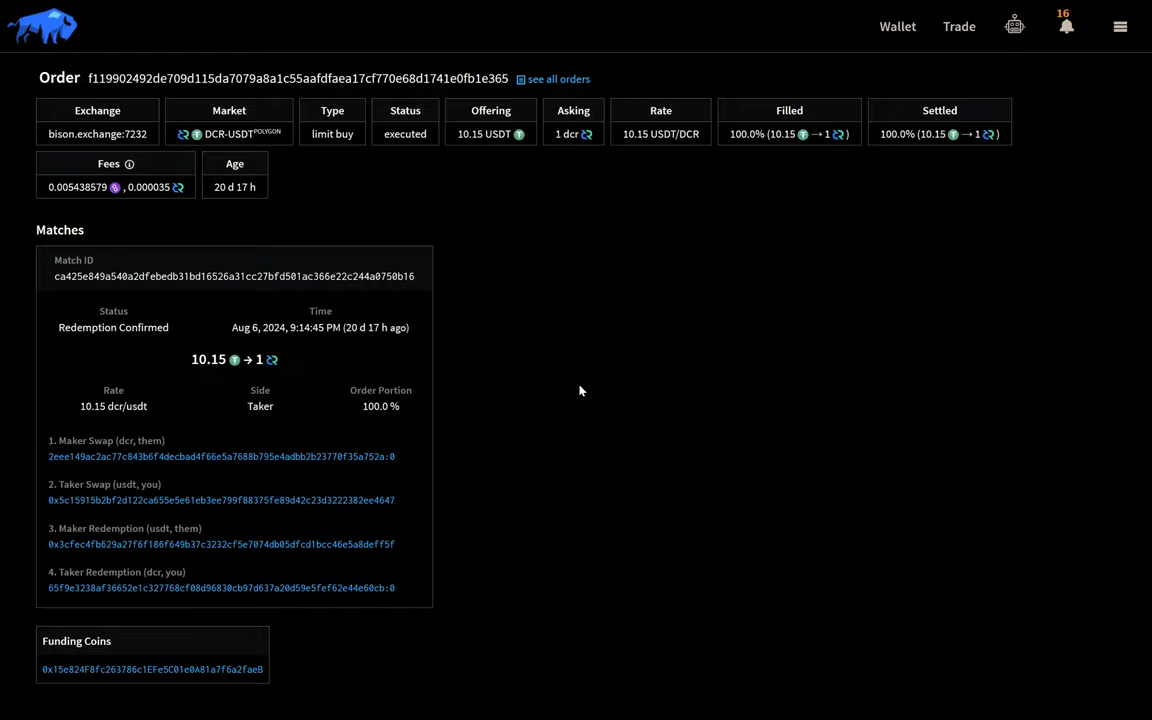 Wallet Trade 16
Order f119902492de709d115da7079a8a1c55aafdfaea17cf770e68d1741e0fb1e365 see all orders
Exchange Market Type Status Offering Asking Rate Filled Settled
bison.exchange:7232 DCR-USDT POLYGON limit buy executed 10.15 USDT 1 dcr 10.15 USDT/DCR 100.0% (10.15 → 1 ) 100.0% (10.15 → 1 )
Fees Age
0.005438579 , 0.000035 20 d 17 h
Matches
Match ID
ca425e849a540a2dfebedb31bd16526a31cc27bfd501ac366e22c244a0750b16
Status Time
Redemption Confirmed Aug 6, 2024, 9:14:45 PM (20 d 17 h ago)
10.15 → 1
Rate Side Order Portion
10.15 dcr/usdt Taker 100.0 %
1. Maker Swap (dcr, them)
2eee149ac2ac77c843b6f4decbad4f66e5a7688b795e4adbb2b23770f35a752a:0
2. Taker Swap (usdt, you)
0x5c15915b2bf2d122ca655e5e61eb3ee799f88375fe89d42c23d3222382ee4647
3. Maker Redemption (usdt, them)
0x3cfec4fb629a27f6f186f649b37c3232cf5e7074db05dfcd1bcc46e5a8deff5f
4. Taker Redemption (dcr, you)
65f9e3238af36652e1c327768cf08d96830cb97d637a20d59e5fef62e44e60cb:0
Funding Coins
0x15e824F8fc263786c1EFe5C01e0A81a7f6a2faeB